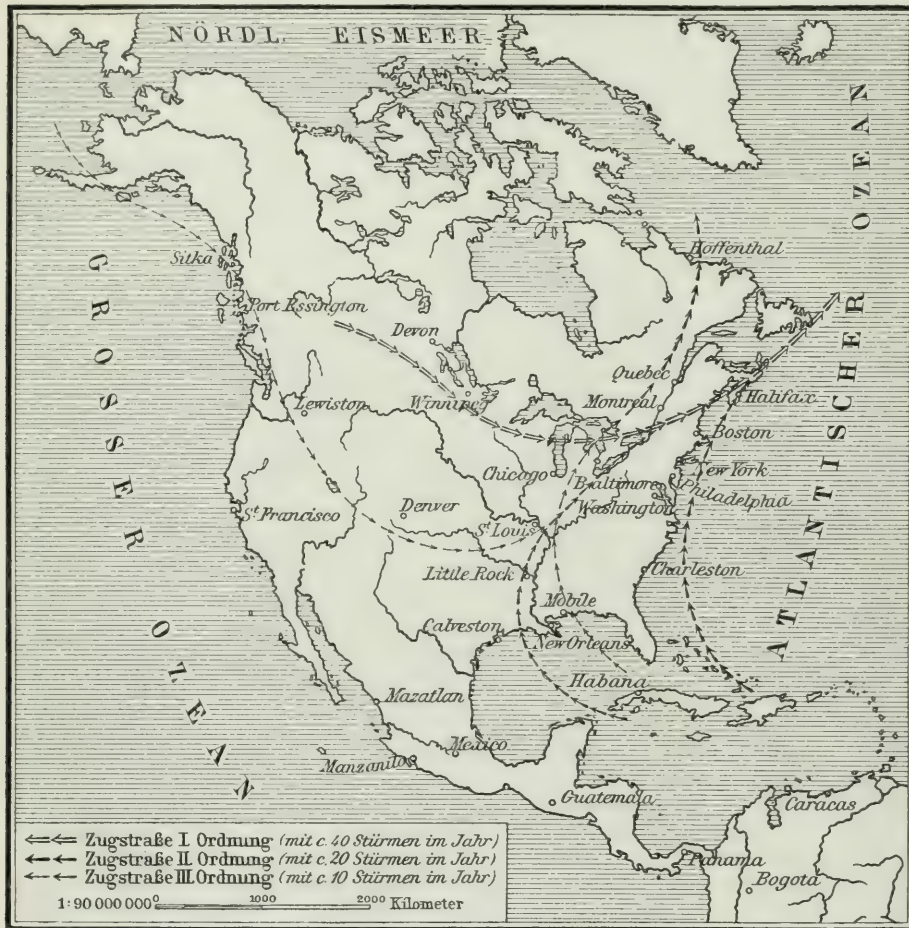 NÖRDL. EISMEER
GROSSER OZEAN
ATLANTISCHER OZEAN
Hoffenthal
Sitka
Port Essington
Devon
Quebec
Winnipeg
Montreal
Halifax
Lewiston
Boston
Chicago
New York
Baltimore
Philadelphia
Washington
St. Francisco
Denver
St. Louis
Little Rock
Charleston
Mobile
Calveston
New Orleans
Habana
Mazatlan
Mexico
Manzanilo
Guatemala
Caracas
Panama
Bogota
Zugstraße I. Ordnung (mit c. 40 Stürmen im Jahr)
Zugstraße II. Ordnung (mit c. 20 Stürmen im Jahr)
Zugstraße III. Ordnung (mit c. 10 Stürmen im Jahr)
1:90 000 000 0 1000 2000 Kilometer